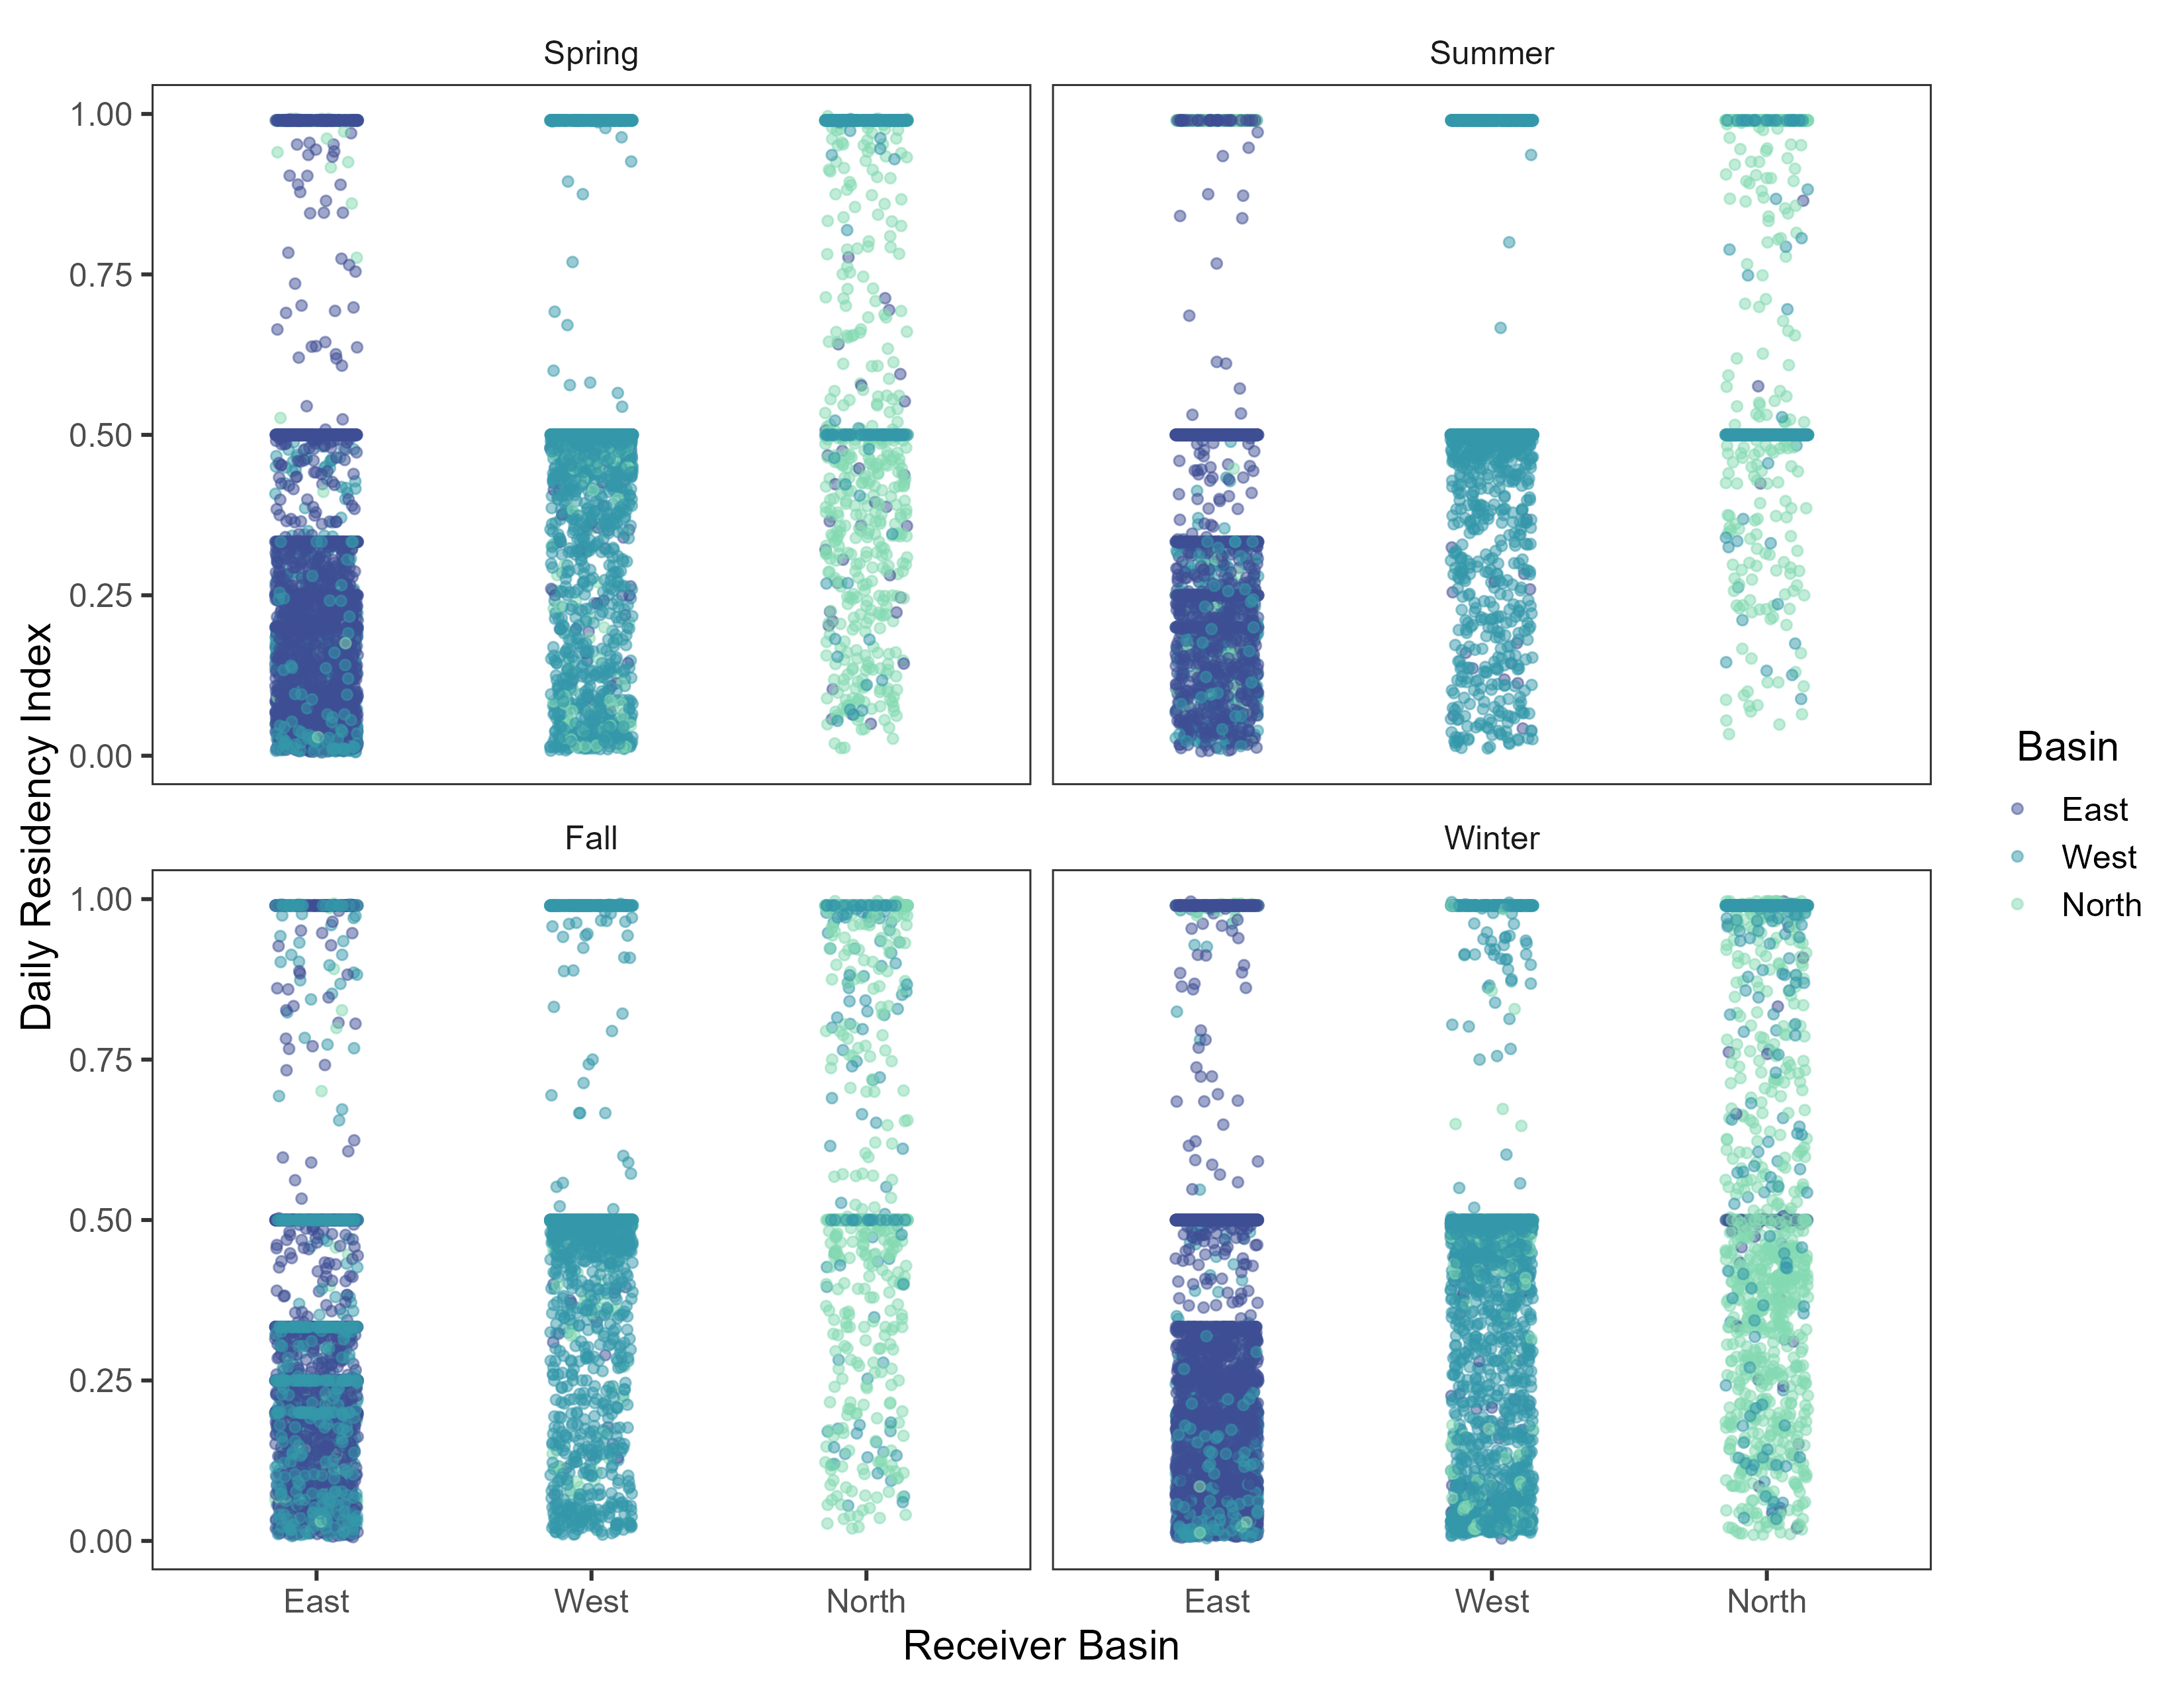 Spring
Summer
1.00
0.75
0.50
0.25
0.00
Fall
Winter
1.00
0.75
0.50
0.25
0.00
East
West
North
East
West
North
Receiver Basin
Daily Residency Index
Basin
East
West
North